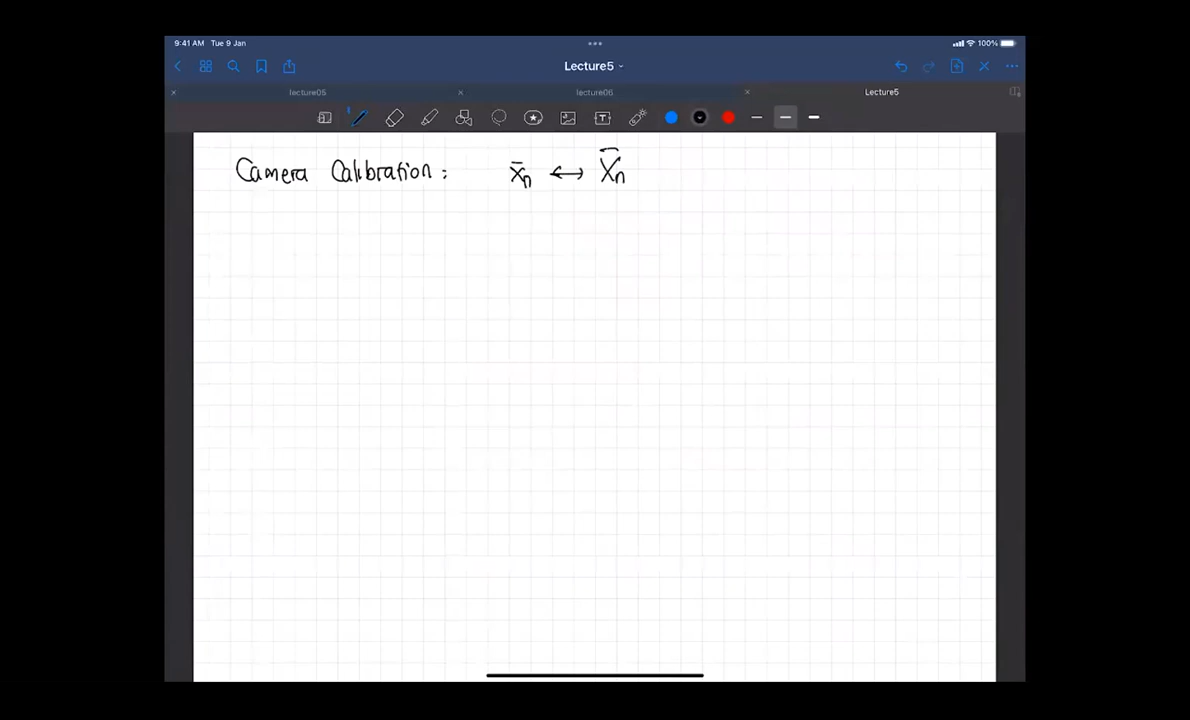 9:41 AM Tue 9 Jan 100%
Lecture5
lecture05 lecture06 Lecture5
Camera Calibration: x̄ₙ ↔ X̄ₙ